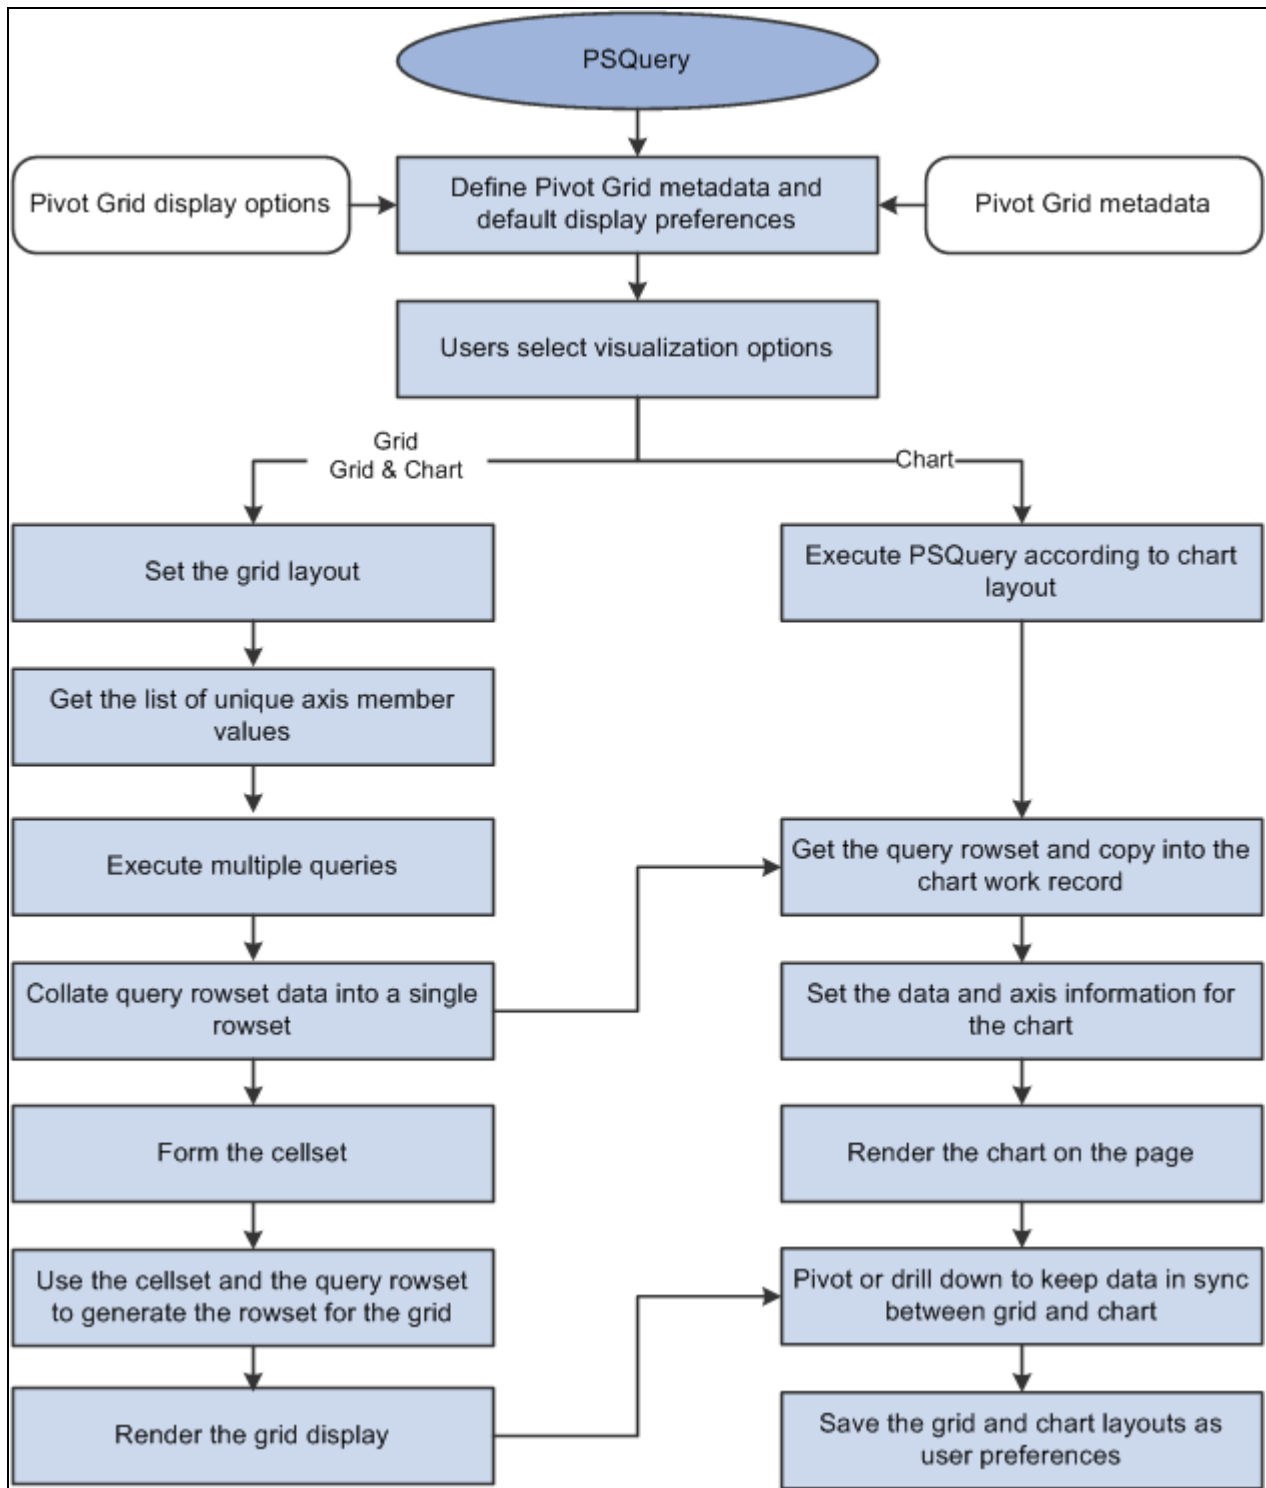 PSQuery
Pivot Grid display options
Define Pivot Grid metadata and
default display preferences
Pivot Grid metadata
Users select visualization options
Grid
Grid & Chart
Chart
Set the grid layout
Execute PSQuery according to chart
layout
Get the list of unique axis member
values
Execute multiple queries
Get the query rowset and copy into the
chart work record
Collate query rowset data into a single
rowset
Set the data and axis information for
the chart
Form the cellset
Render the chart on the page
Use the cellset and the query rowset
to generate the rowset for the grid
Pivot or drill down to keep data in sync
between grid and chart
Render the grid display
Save the grid and chart layouts as
user preferences